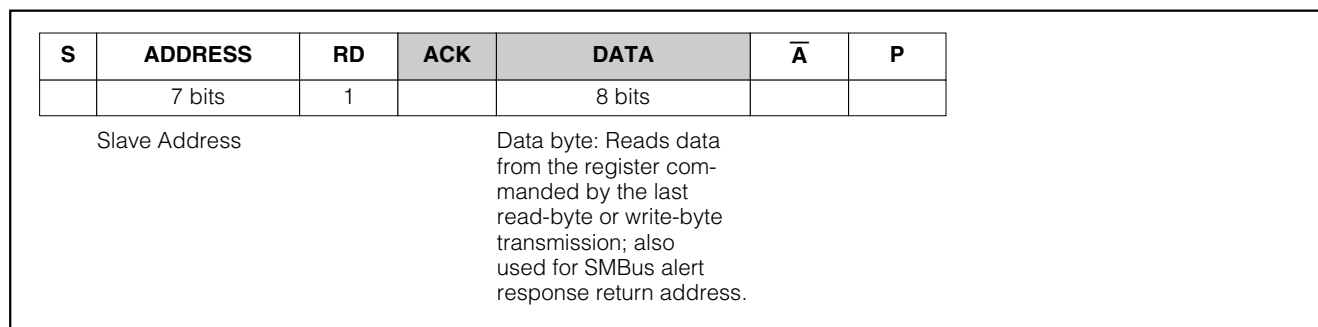 S ADDRESS RD ACK DATA A̅ P
7 bits 1 8 bits
Slave Address
Data byte: Reads data
from the register com-
manded by the last
read-byte or write-byte
transmission; also
used for SMBus alert
response return address.